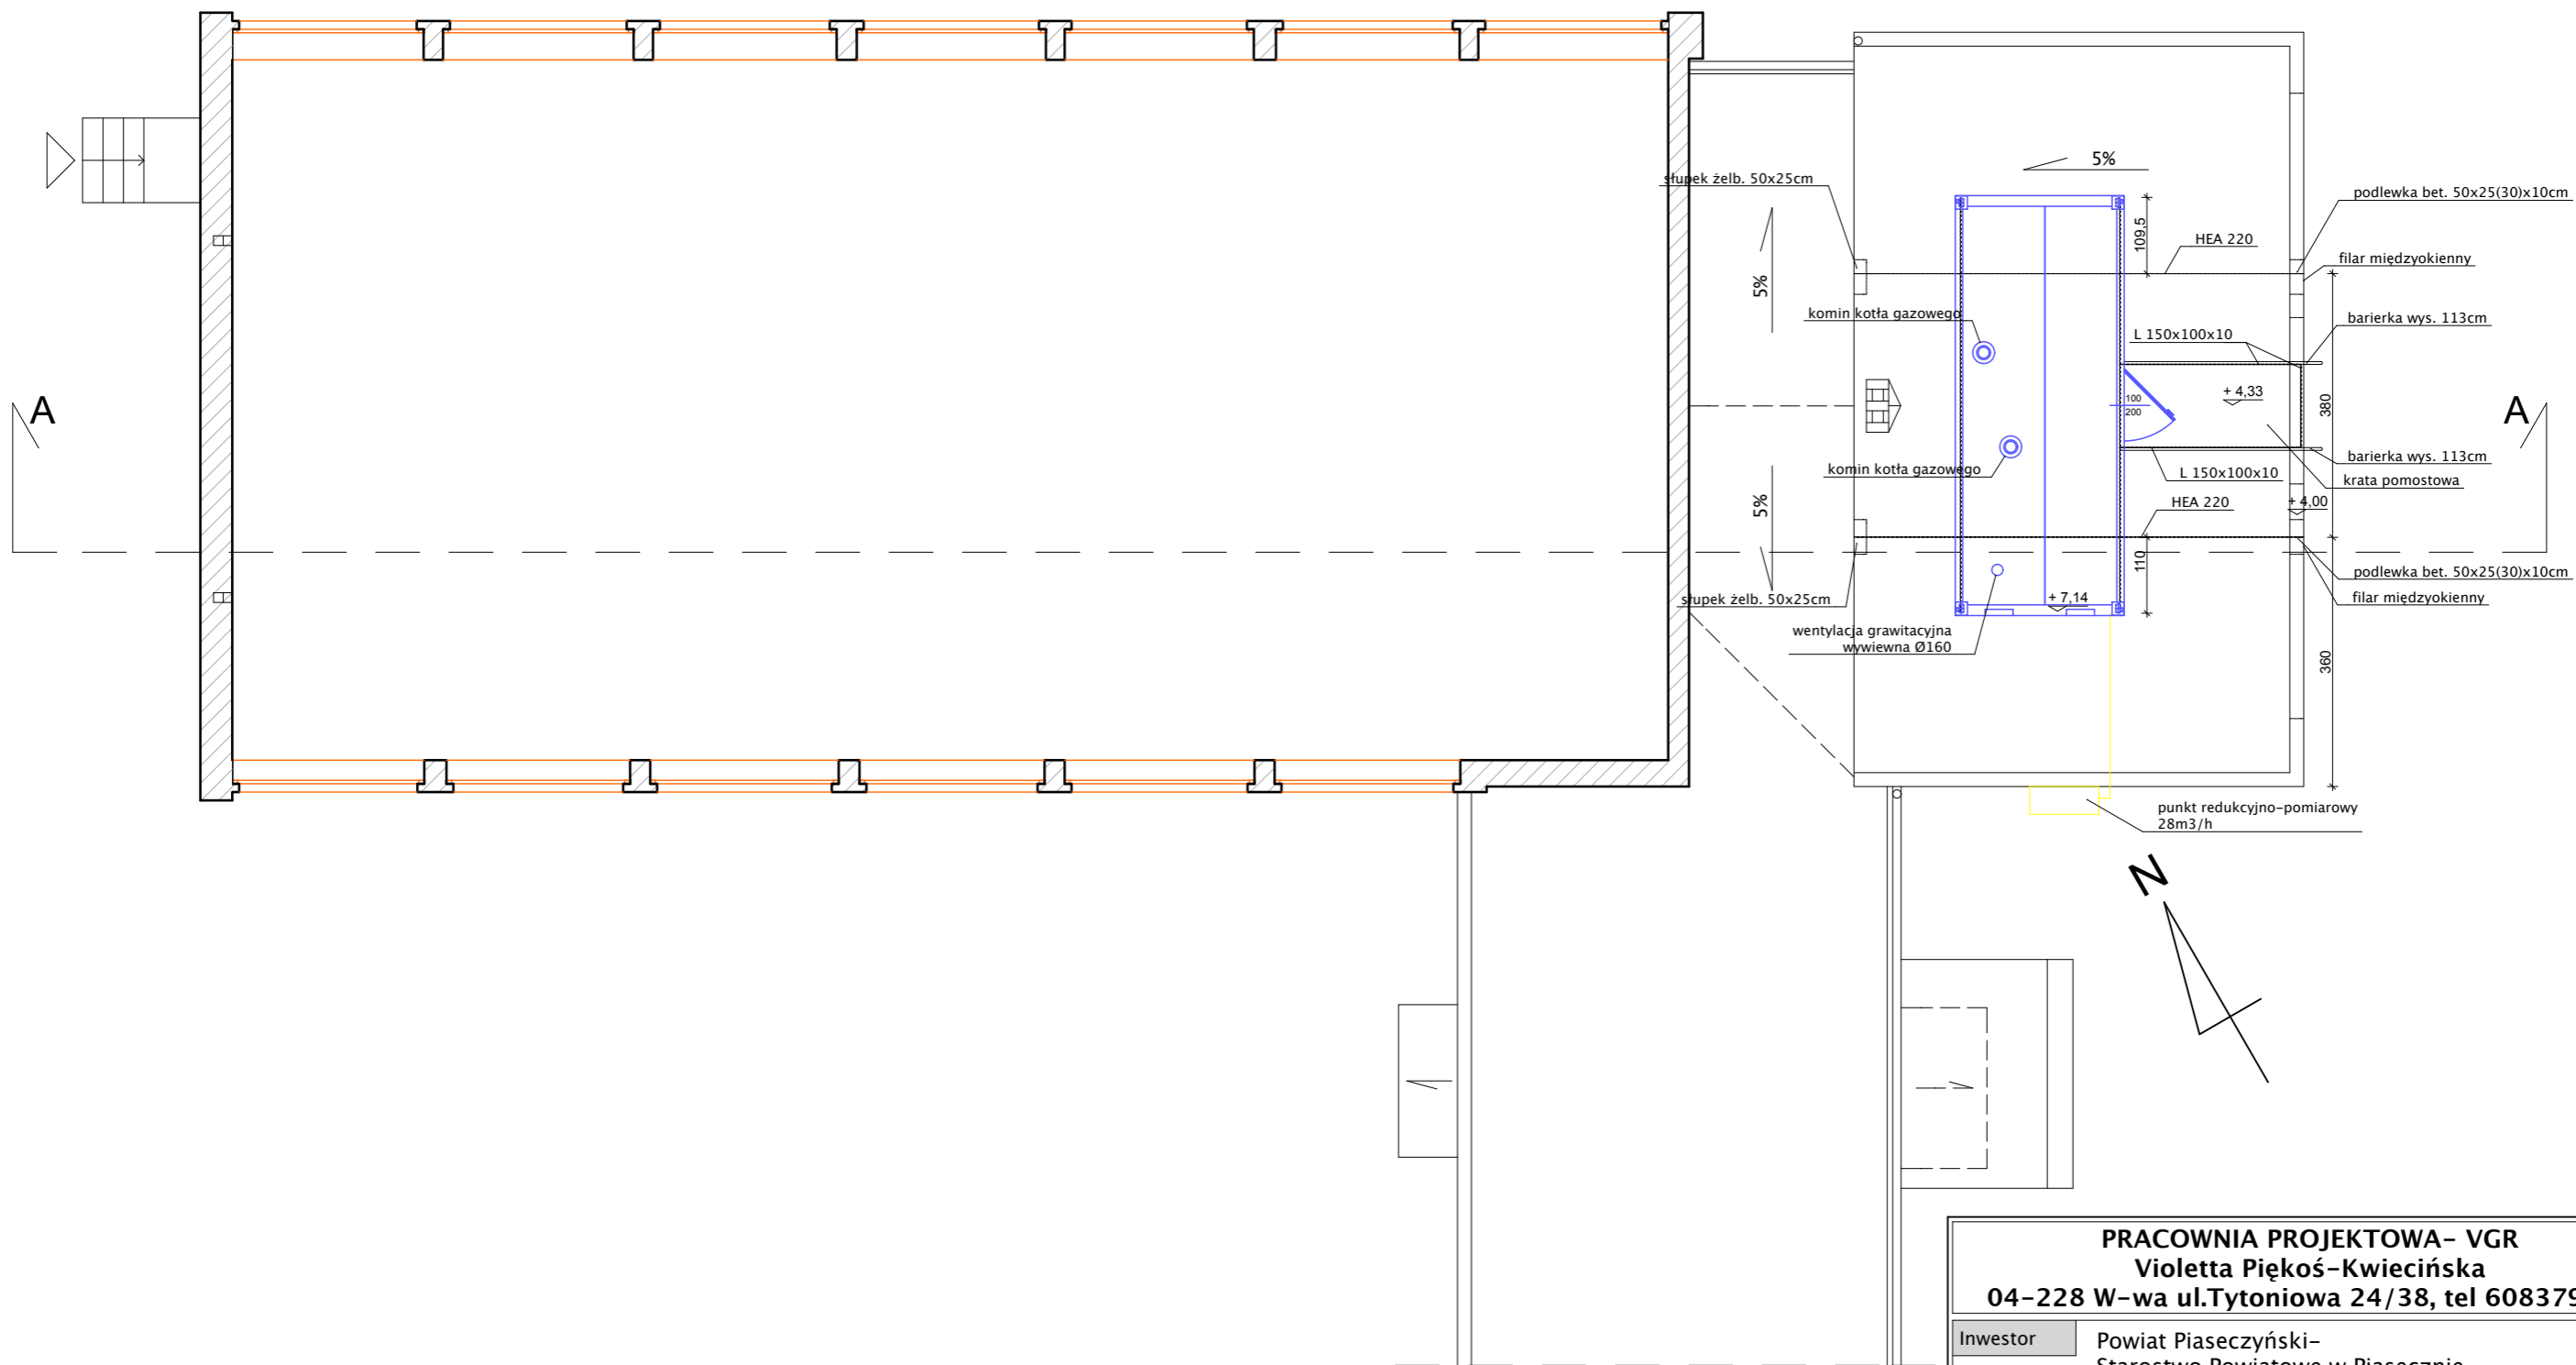 5%
słupek żelb. 50x25cm
podlewka bet. 50x25(30)x10cm
109,5
HEA 220
filar międzyokienny
5%
komin kotła gazowego
barierka wys. 113cm
L 150x100x10
A
+ 4,33
100
200
380
A
komin kotła gazowego
barierka wys. 113cm
L 150x100x10
krata pomostowa
5%
HEA 220
+ 4,00
110
podlewka bet. 50x25(30)x10cm
słupek żelb. 50x25cm
+ 7,14
filar międzyokienny
wentylacja grawitacyjna
wywiewna Ø160
360
punkt redukcyjno-pomiarowy
28m3/h
N
PRACOWNIA PROJEKTOWA- VGR
Violetta Piękoś-Kwiecińska
04-228 W-wa ul.Tytoniowa 24/38, tel 608379
Inwestor
Powiat Piaseczyński-
Starostwo Powiatowe w Piasecznie